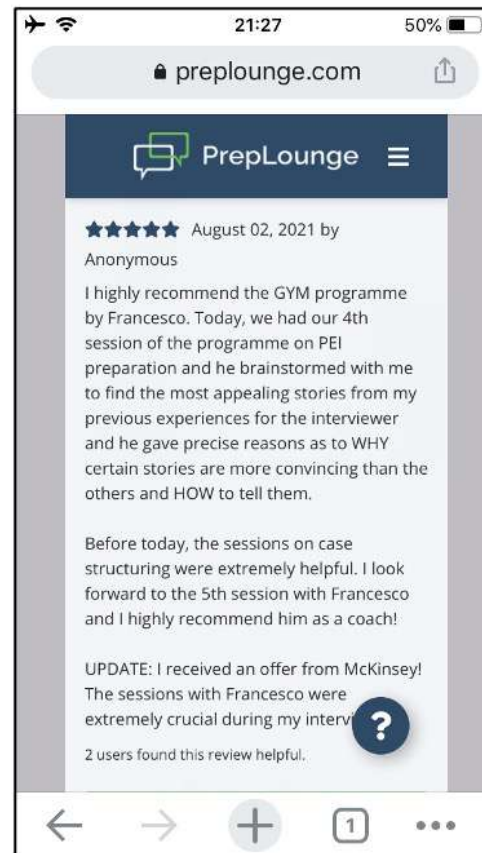 21:27
50%
preplounge.com
PrepLounge
August 02, 2021 by
Anonymous
I highly recommend the GYM programme
by Francesco. Today, we had our 4th
session of the programme on PEI
preparation and he brainstormed with me
to find the most appealing stories from my
previous experiences for the interviewer
and he gave precise reasons as to WHY
certain stories are more convincing than the
others and HOW to tell them.
Before today, the sessions on case
structuring were extremely helpful. I look
forward to the 5th session with Francesco
and I highly recommend him as a coach!
UPDATE: I received an offer from McKinsey!
The sessions with Francesco were
extremely crucial during my
?
2 users found this review helpful.
1